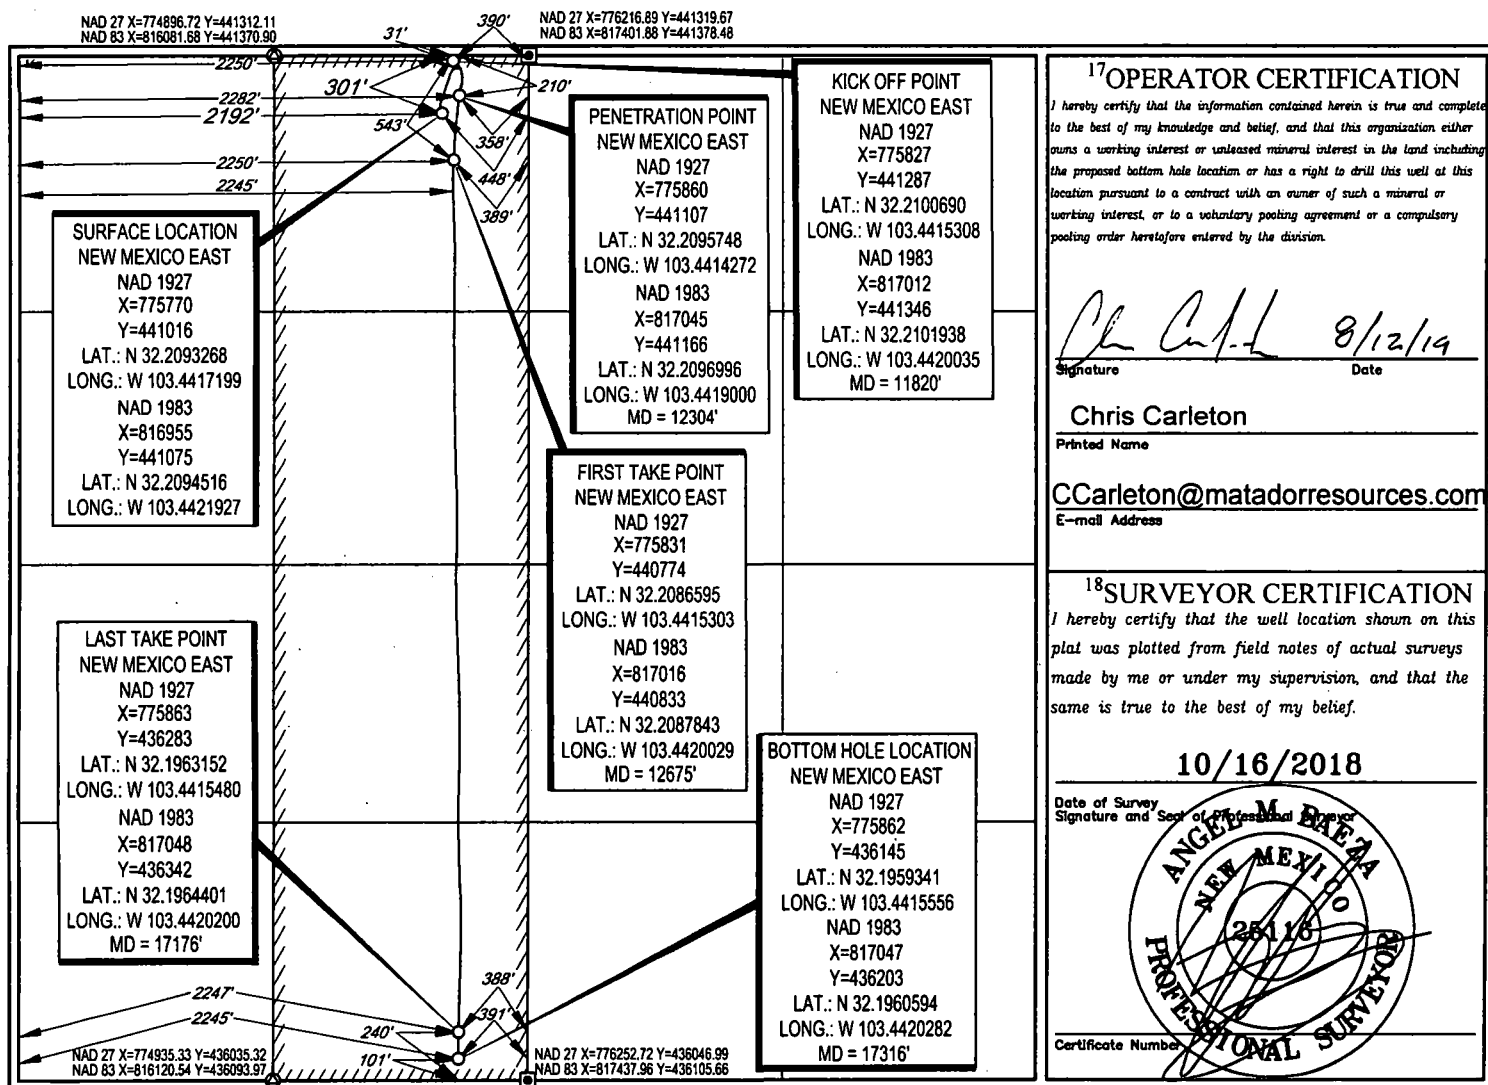 NAD 27 X=774896.72 Y=441312.11
NAD 83 X=816081.68 Y=441370.90
NAD 27 X=776216.89 Y=441319.67
NAD 83 X=817401.88 Y=441378.48
31'
390'
2250'
301'
210'
2282'
2192'
543'
358'
2250'
448'
2245'
389'
SURFACE LOCATION
NEW MEXICO EAST
NAD 1927
X=775770
Y=441016
LAT.: N 32.2093268
LONG.: W 103.4417199
NAD 1983
X=816955
Y=441075
LAT.: N 32.2094516
LONG.: W 103.4421927
PENETRATION POINT
NEW MEXICO EAST
NAD 1927
X=775860
Y=441107
LAT.: N 32.2095748
LONG.: W 103.4414272
NAD 1983
X=817045
Y=441166
LAT.: N 32.2096996
LONG.: W 103.4419000
MD = 12304'
KICK OFF POINT
NEW MEXICO EAST
NAD 1927
X=775827
Y=441287
LAT.: N 32.2100690
LONG.: W 103.4415308
NAD 1983
X=817012
Y=441346
LAT.: N 32.2101938
LONG.: W 103.4420035
MD = 11820'
FIRST TAKE POINT
NEW MEXICO EAST
NAD 1927
X=775831
Y=440774
LAT.: N 32.2086595
LONG.: W 103.4415303
NAD 1983
X=817016
Y=440833
LAT.: N 32.2087843
LONG.: W 103.4420029
MD = 12675'
LAST TAKE POINT
NEW MEXICO EAST
NAD 1927
X=775863
Y=436283
LAT.: N 32.1963152
LONG.: W 103.4415480
NAD 1983
X=817048
Y=436342
LAT.: N 32.1964401
LONG.: W 103.4420200
MD = 17176'
BOTTOM HOLE LOCATION
NEW MEXICO EAST
NAD 1927
X=775862
Y=436145
LAT.: N 32.1959341
LONG.: W 103.4415556
NAD 1983
X=817047
Y=436203
LAT.: N 32.1960594
LONG.: W 103.4420282
MD = 17316'
2247'
388'
2245'
391'
240'
101'
NAD 27 X=774935.33 Y=436035.32
NAD 83 X=816120.54 Y=436093.97
NAD 27 X=776252.72 Y=436046.99
NAD 83 X=817437.96 Y=436105.66
17 OPERATOR CERTIFICATION
I hereby certify that the information contained herein is true and complete
to the best of my knowledge and belief, and that this organization either
owns a working interest or unleased mineral interest in the land including
the proposed bottom hole location or has a right to drill this well at this
location pursuant to a contract with an owner of such a mineral or
working interest, or to a voluntary pooling agreement or a compulsory
pooling order heretofore entered by the division.
8/12/19
Signature Date
Chris Carleton
Printed Name
CCarleton@matadorresources.com
E-mail Address
18 SURVEYOR CERTIFICATION
I hereby certify that the well location shown on this
plat was plotted from field notes of actual surveys
made by me or under my supervision, and that the
same is true to the best of my belief.
10/16/2018
Date of Survey
Signature and Seal of Professional Surveyor
ANGEL M. BAEZA
NEW MEXICO
25116
PROFESSIONAL SURVEYOR
Certificate Number